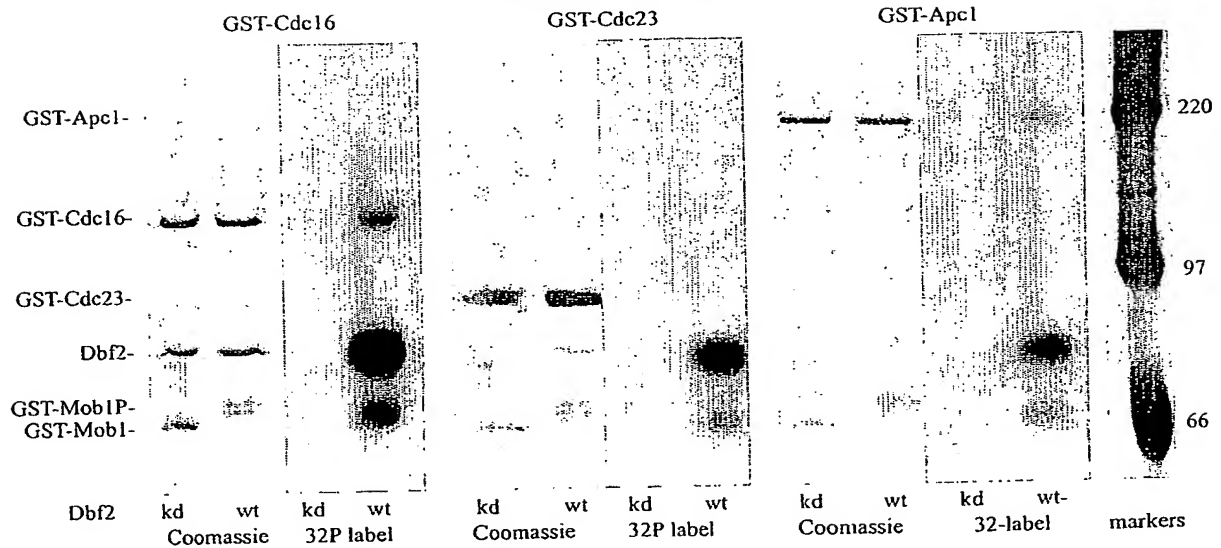 GST-Cdc16
GST-Cdc23
GST-Apc1
GST-Apc1-
220
GST-Cdc16-
97
GST-Cdc23-
Dbf2-
GST-Mob1P-
GST-Mob1-
66
Dbf2 kd wt kd wt kd wt kd wt kd wt kd wt-
Coomassie 32P label Coomassie 32P label Coomassie 32-label markers